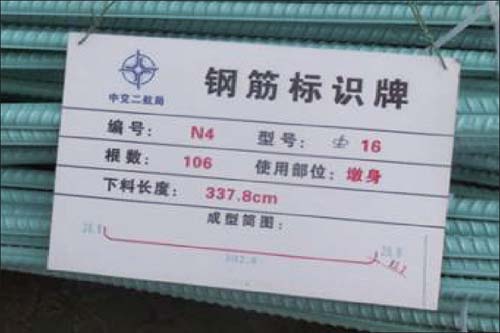 钢筋标识牌
中交二航局
编号： N4 型号： ф 16
根数： 106 使用部位： 墩身
下料长度： 337.8cm
成型简图：